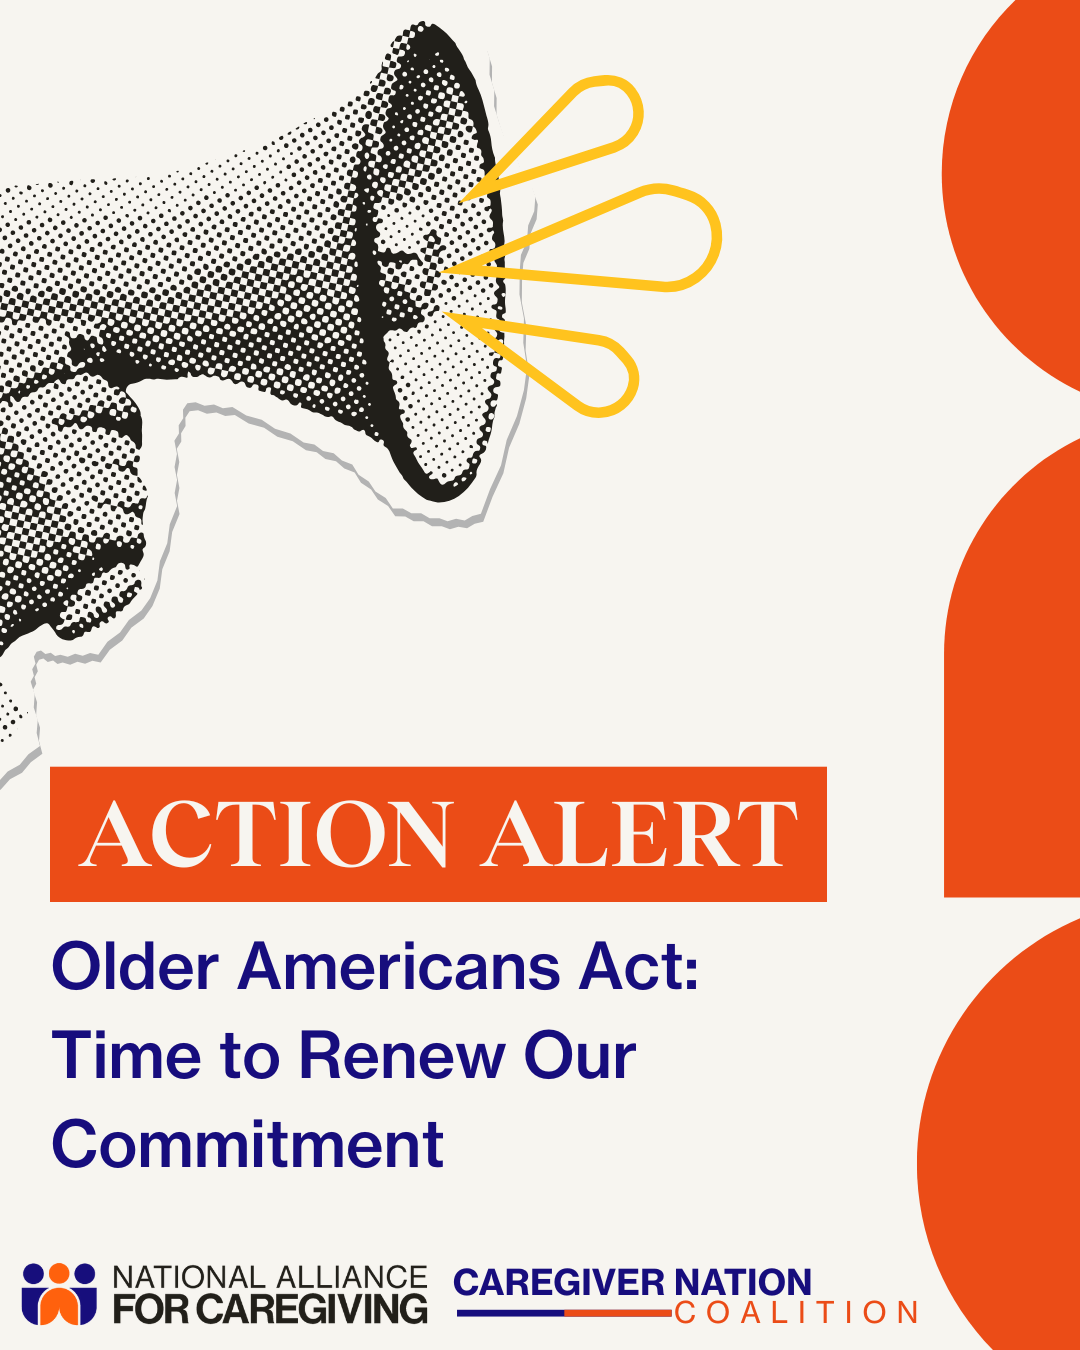 ACTION ALERT
Older Americans Act:
Time to Renew Our
Commitment
NATIONAL ALLIANCE
FOR CAREGIVING
CAREGIVER NATION
COALITION